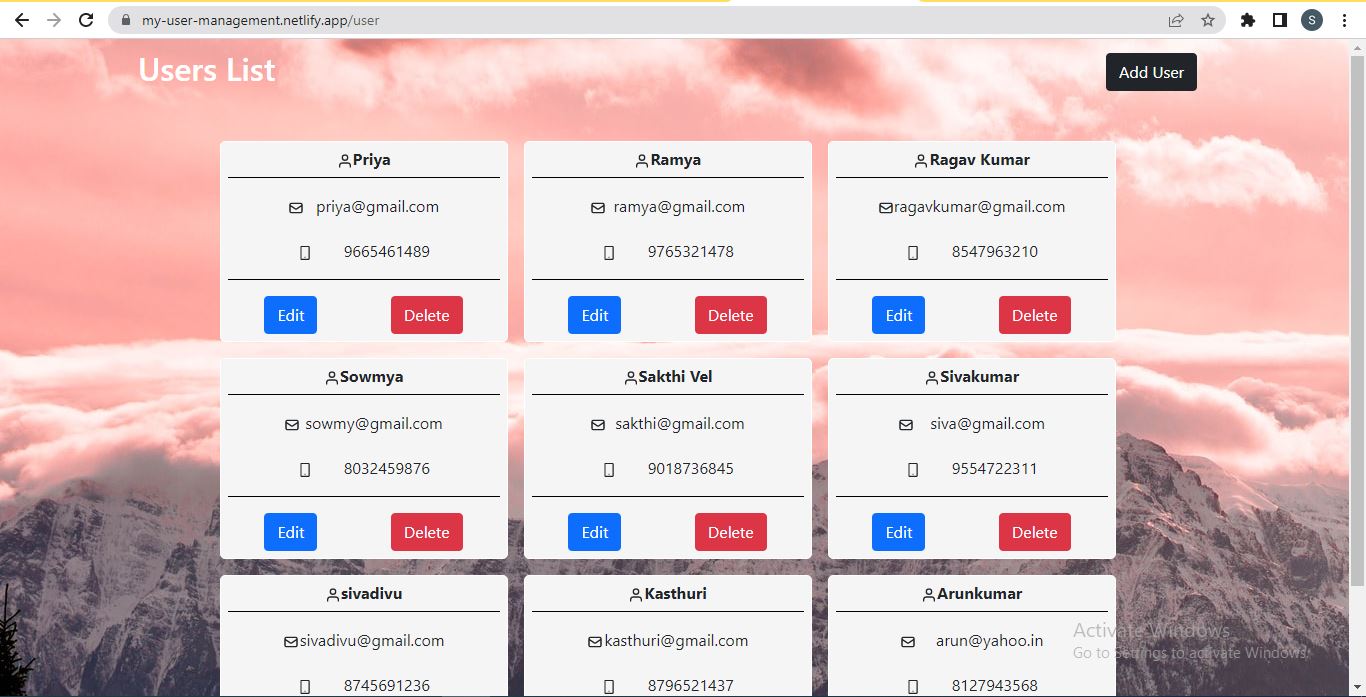 my-user-management.netlify.app/user
S
Users List
Add User
Priya
Ramya
Ragav Kumar
priya@gmail.com
ramya@gmail.com
ragavkumar@gmail.com
9665461489
9765321478
8547963210
Edit
Delete
Edit
Delete
Edit
Delete
Sowmya
Sakthi Vel
Sivakumar
sowmy@gmail.com
sakthi@gmail.com
siva@gmail.com
8032459876
9018736845
9554722311
Edit
Delete
Edit
Delete
Edit
Delete
sivadivu
Kasthuri
Arunkumar
sivadivu@gmail.com
kasthuri@gmail.com
arun@yahoo.in
8745691236
8796521437
8127943568
Activate Windows
Go to Settings to activate Windows.